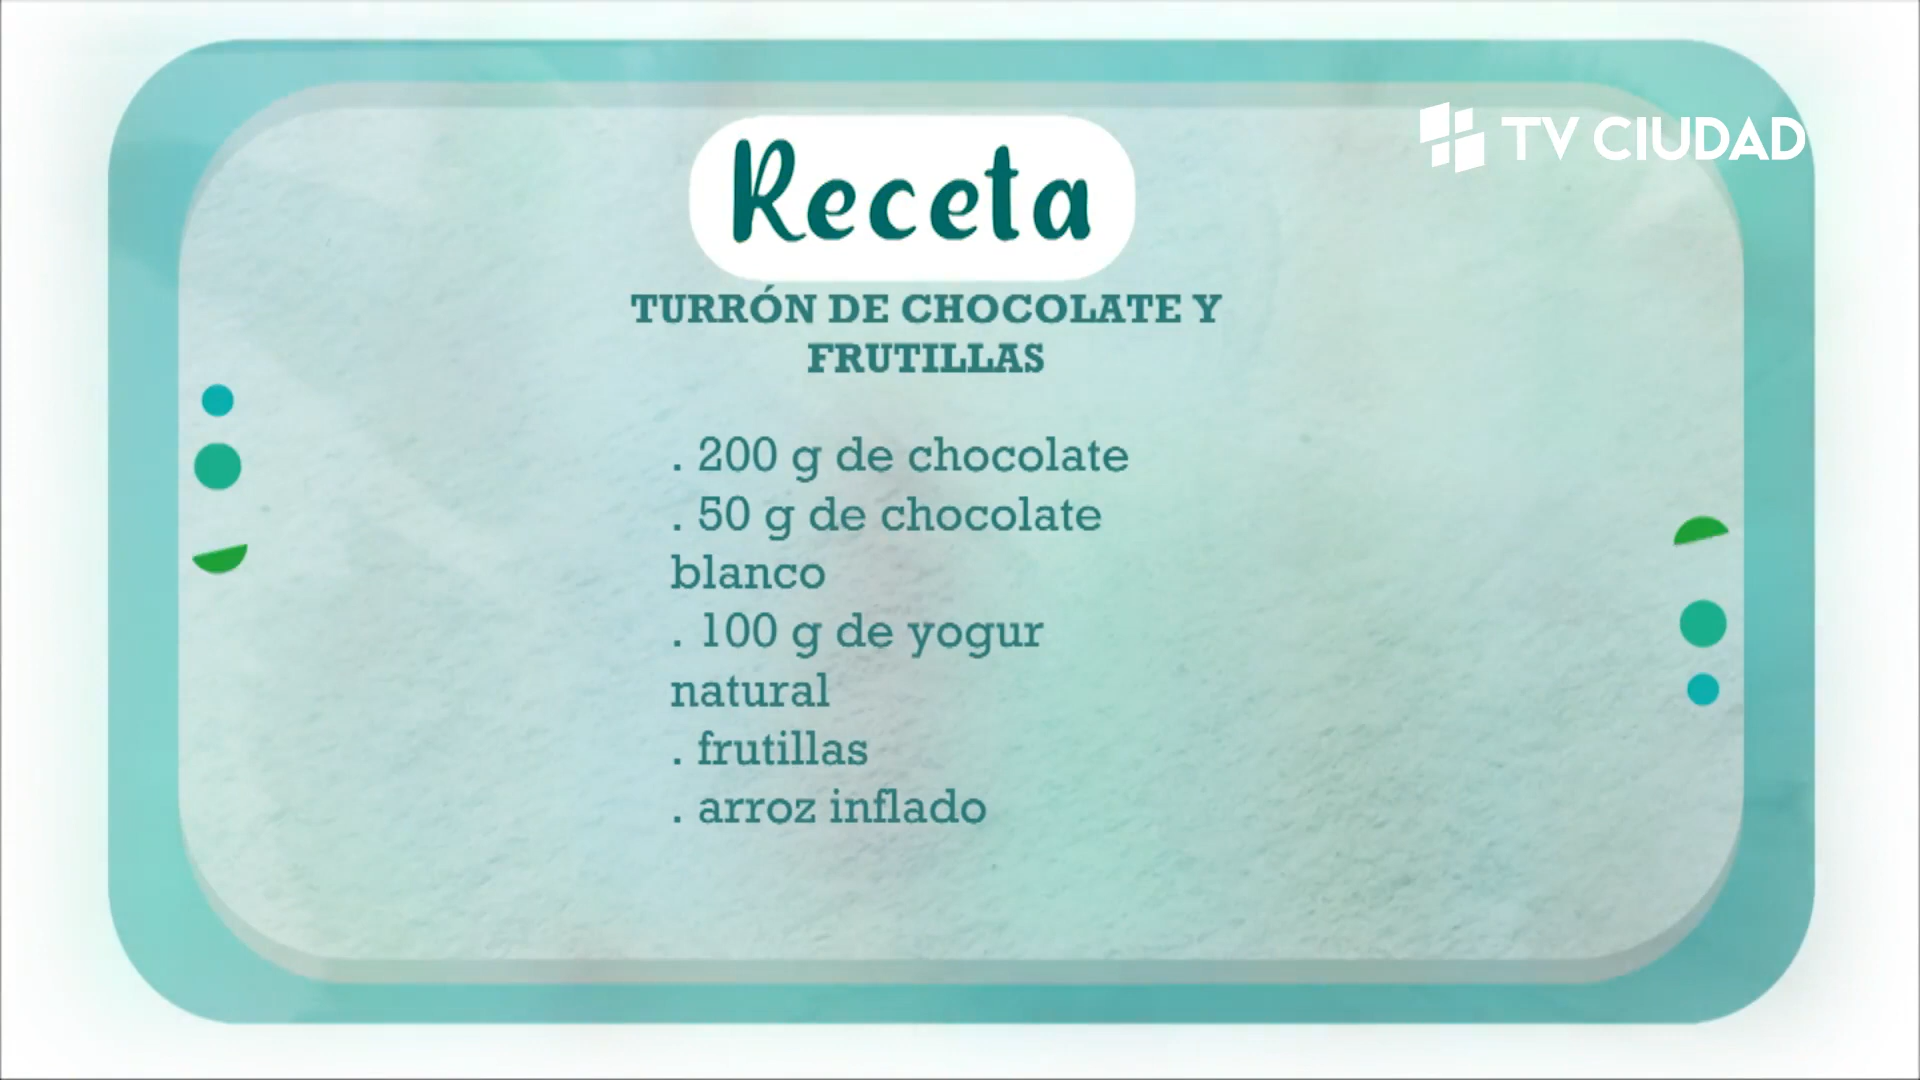 TV CIUDAD
Receta
TURRÓN DE CHOCOLATE Y
FRUTILLAS
. 200 g de chocolate
. 50 g de chocolate
blanco
. 100 g de yogur
natural
. frutillas
. arroz inflado